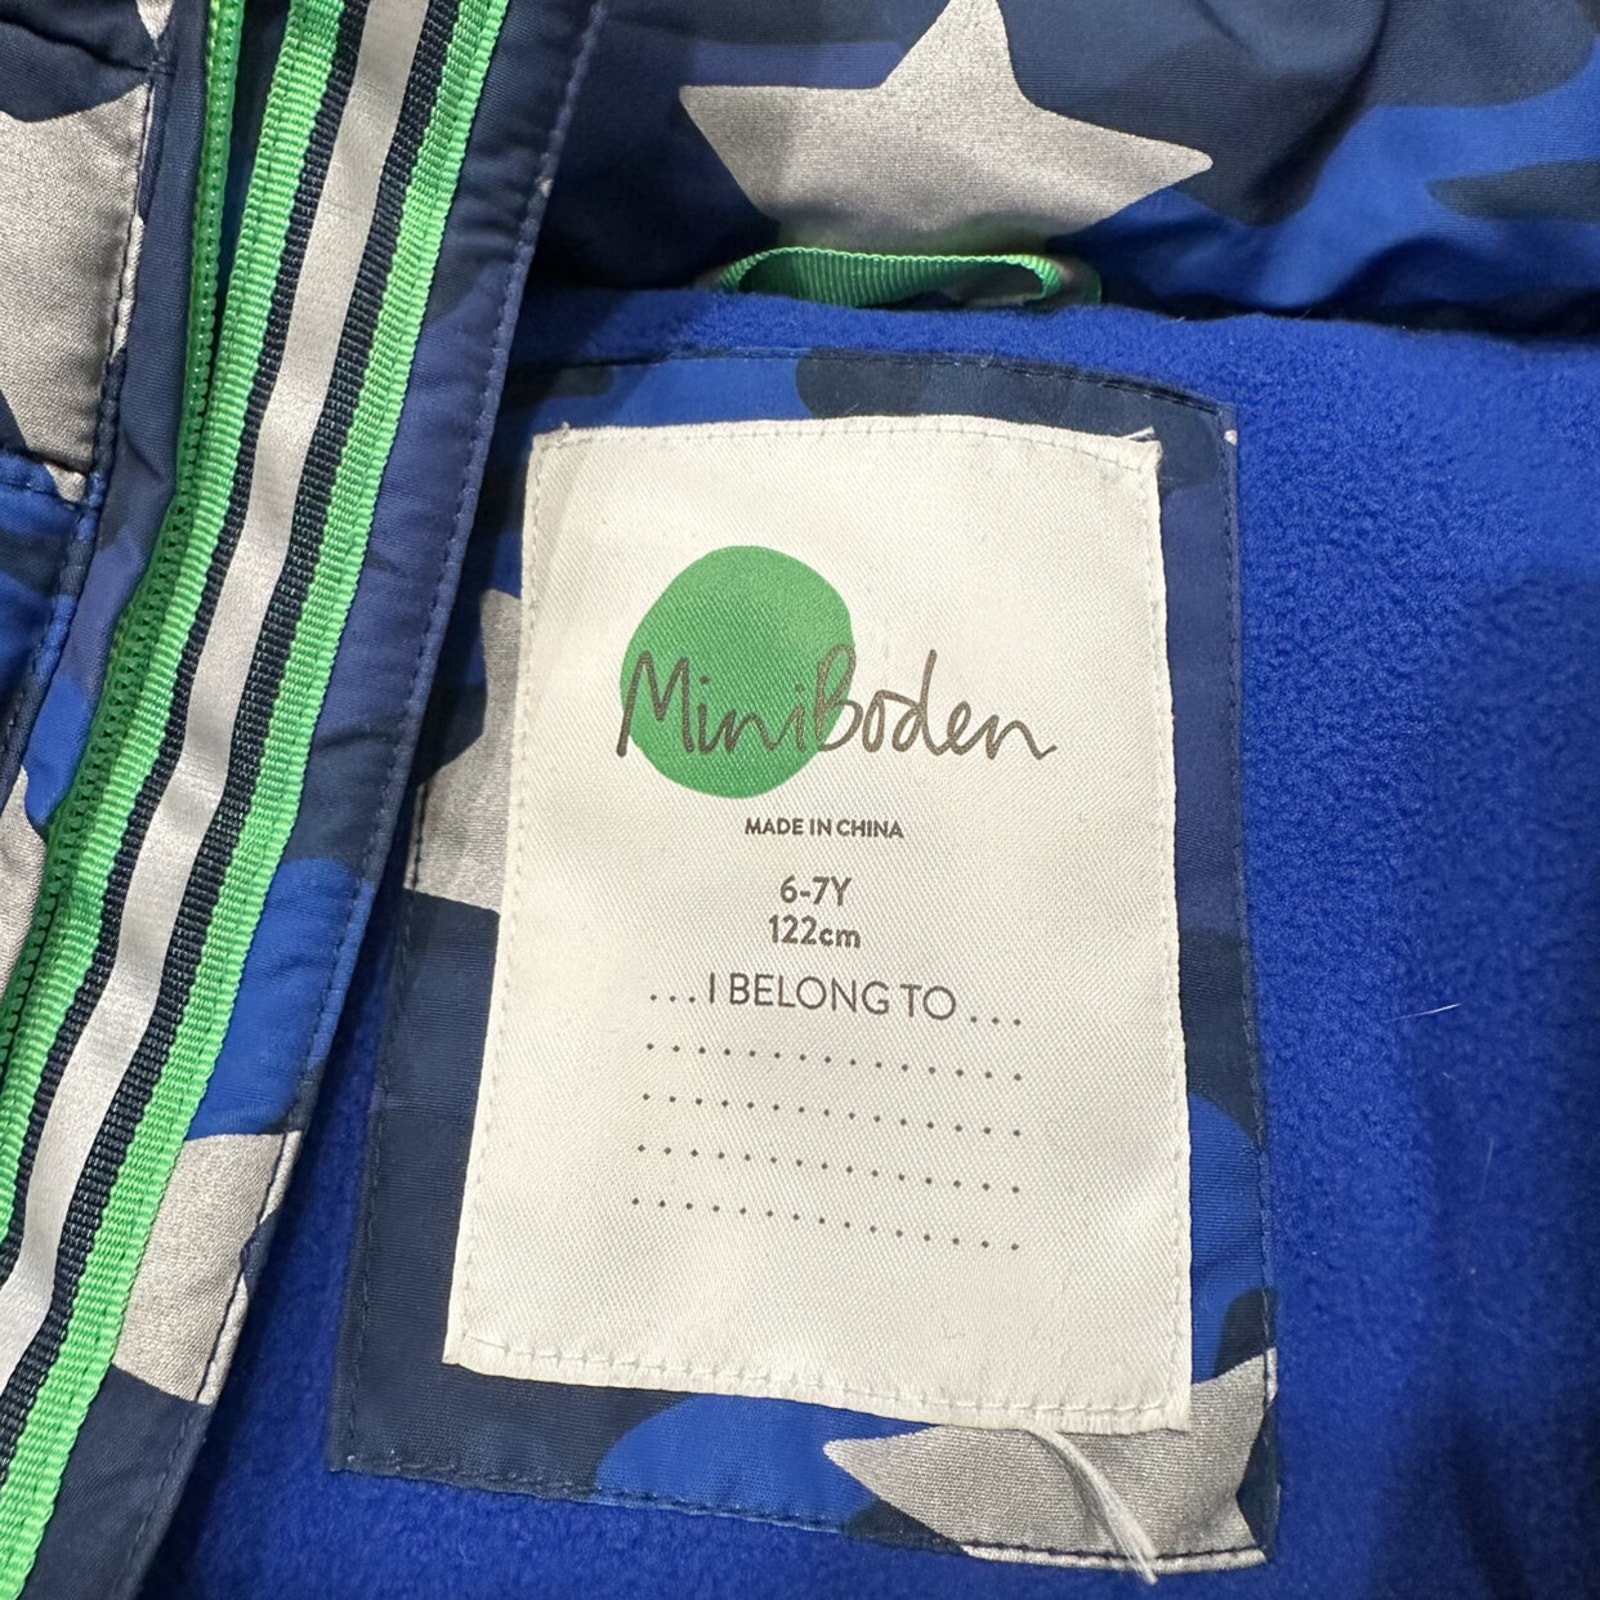 MiniBoden
MADE IN CHINA
6-7Y
122cm
...I BELONG TO...